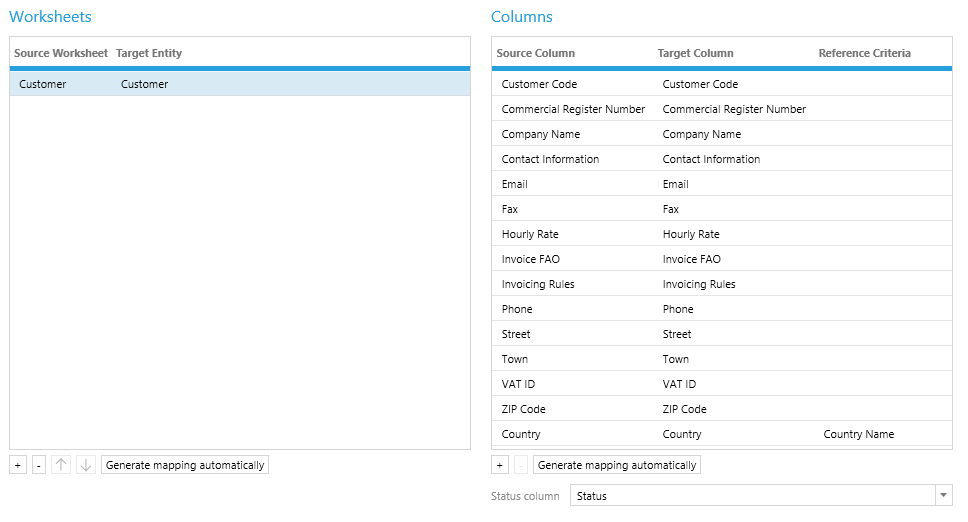 Worksheets
Source Worksheet Target Entity
Customer Customer
+ - Generate mapping automatically
Columns
Source Column Target Column Reference Criteria
Customer Code Customer Code
Commercial Register Number Commercial Register Number
Company Name Company Name
Contact Information Contact Information
Email Email
Fax Fax
Hourly Rate Hourly Rate
Invoice FAO Invoice FAO
Invoicing Rules Invoicing Rules
Phone Phone
Street Street
Town Town
VAT ID VAT ID
ZIP Code ZIP Code
Country Country Country Name
+ - Generate mapping automatically
Status column Status